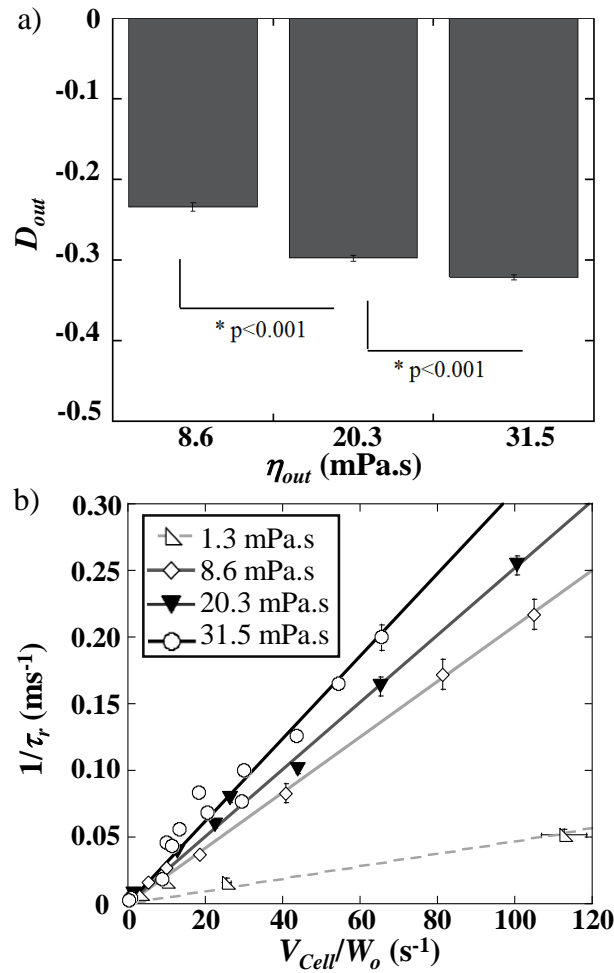 a)
0
-0.1
-0.2
-0.3
-0.4
-0.5
D_out
* p<0.001
* p<0.001
8.6 20.3 31.5
η_out (mPa.s)
b)
0.30
0.25
0.20
0.15
0.10
0.05
0
1/τ_r (ms⁻¹)
1.3 mPa.s
8.6 mPa.s
20.3 mPa.s
31.5 mPa.s
0 20 40 60 80 100 120
V_Cell/W_o (s⁻¹)